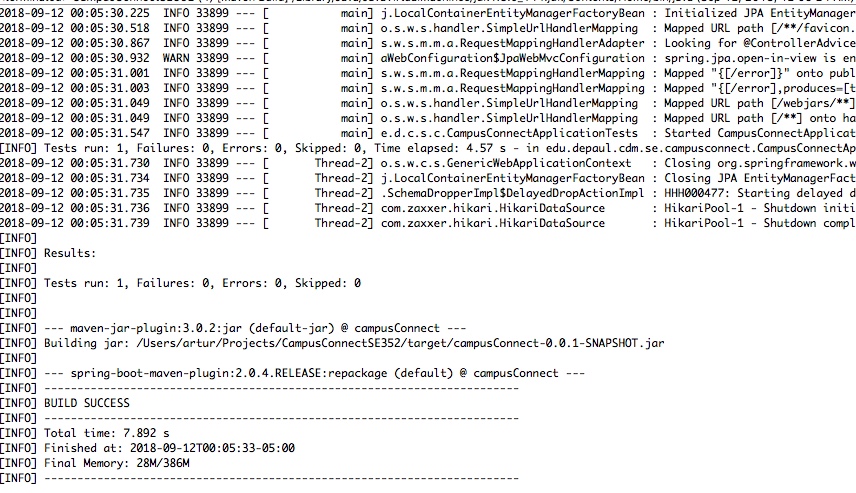 2018-09-12 00:05:30.225  INFO 33899 --- [           main] j.LocalContainerEntityManagerFactoryBean : Initialized JPA EntityManager
2018-09-12 00:05:30.518  INFO 33899 --- [           main] o.s.w.s.handler.SimpleUrlHandlerMapping  : Mapped URL path [/**/favicon.
2018-09-12 00:05:30.867  INFO 33899 --- [           main] s.w.s.m.m.a.RequestMappingHandlerAdapter : Looking for @ControllerAdvice
2018-09-12 00:05:30.932  WARN 33899 --- [           main] aWebConfiguration$JpaWebMvcConfiguration : spring.jpa.open-in-view is en
2018-09-12 00:05:31.001  INFO 33899 --- [           main] s.w.s.m.m.a.RequestMappingHandlerMapping : Mapped "{[/error]}" onto publ
2018-09-12 00:05:31.003  INFO 33899 --- [           main] s.w.s.m.m.a.RequestMappingHandlerMapping : Mapped "{[/error],produces=[t
2018-09-12 00:05:31.049  INFO 33899 --- [           main] o.s.w.s.handler.SimpleUrlHandlerMapping  : Mapped URL path [/webjars/**]
2018-09-12 00:05:31.049  INFO 33899 --- [           main] o.s.w.s.handler.SimpleUrlHandlerMapping  : Mapped URL path [/**] onto ha
2018-09-12 00:05:31.547  INFO 33899 --- [           main] e.d.c.s.c.CampusConnectApplicationTests  : Started CampusConnectApplicat
[INFO] Tests run: 1, Failures: 0, Errors: 0, Skipped: 0, Time elapsed: 4.57 s - in edu.depaul.cdm.se.campusconnect.CampusConnectAp
2018-09-12 00:05:31.730  INFO 33899 --- [       Thread-2] o.s.w.c.s.GenericWebApplicationContext   : Closing org.springframework.w
2018-09-12 00:05:31.734  INFO 33899 --- [       Thread-2] j.LocalContainerEntityManagerFactoryBean : Closing JPA EntityManagerFact
2018-09-12 00:05:31.735  INFO 33899 --- [       Thread-2] .SchemaDropperImpl$DelayedDropActionImpl : HHH000477: Starting delayed d
2018-09-12 00:05:31.736  INFO 33899 --- [       Thread-2] com.zaxxer.hikari.HikariDataSource       : HikariPool-1 - Shutdown initi
2018-09-12 00:05:31.739  INFO 33899 --- [       Thread-2] com.zaxxer.hikari.HikariDataSource       : HikariPool-1 - Shutdown compl
[INFO]
[INFO] Results:
[INFO]
[INFO] Tests run: 1, Failures: 0, Errors: 0, Skipped: 0
[INFO]
[INFO]
[INFO] --- maven-jar-plugin:3.0.2:jar (default-jar) @ campusConnect ---
[INFO] Building jar: /Users/artur/Projects/CampusConnectSE352/target/campusConnect-0.0.1-SNAPSHOT.jar
[INFO]
[INFO] --- spring-boot-maven-plugin:2.0.4.RELEASE:repackage (default) @ campusConnect ---
[INFO] ------------------------------------------------------------------------
[INFO] BUILD SUCCESS
[INFO] ------------------------------------------------------------------------
[INFO] Total time: 7.892 s
[INFO] Finished at: 2018-09-12T00:05:33-05:00
[INFO] Final Memory: 28M/386M
[INFO] ------------------------------------------------------------------------